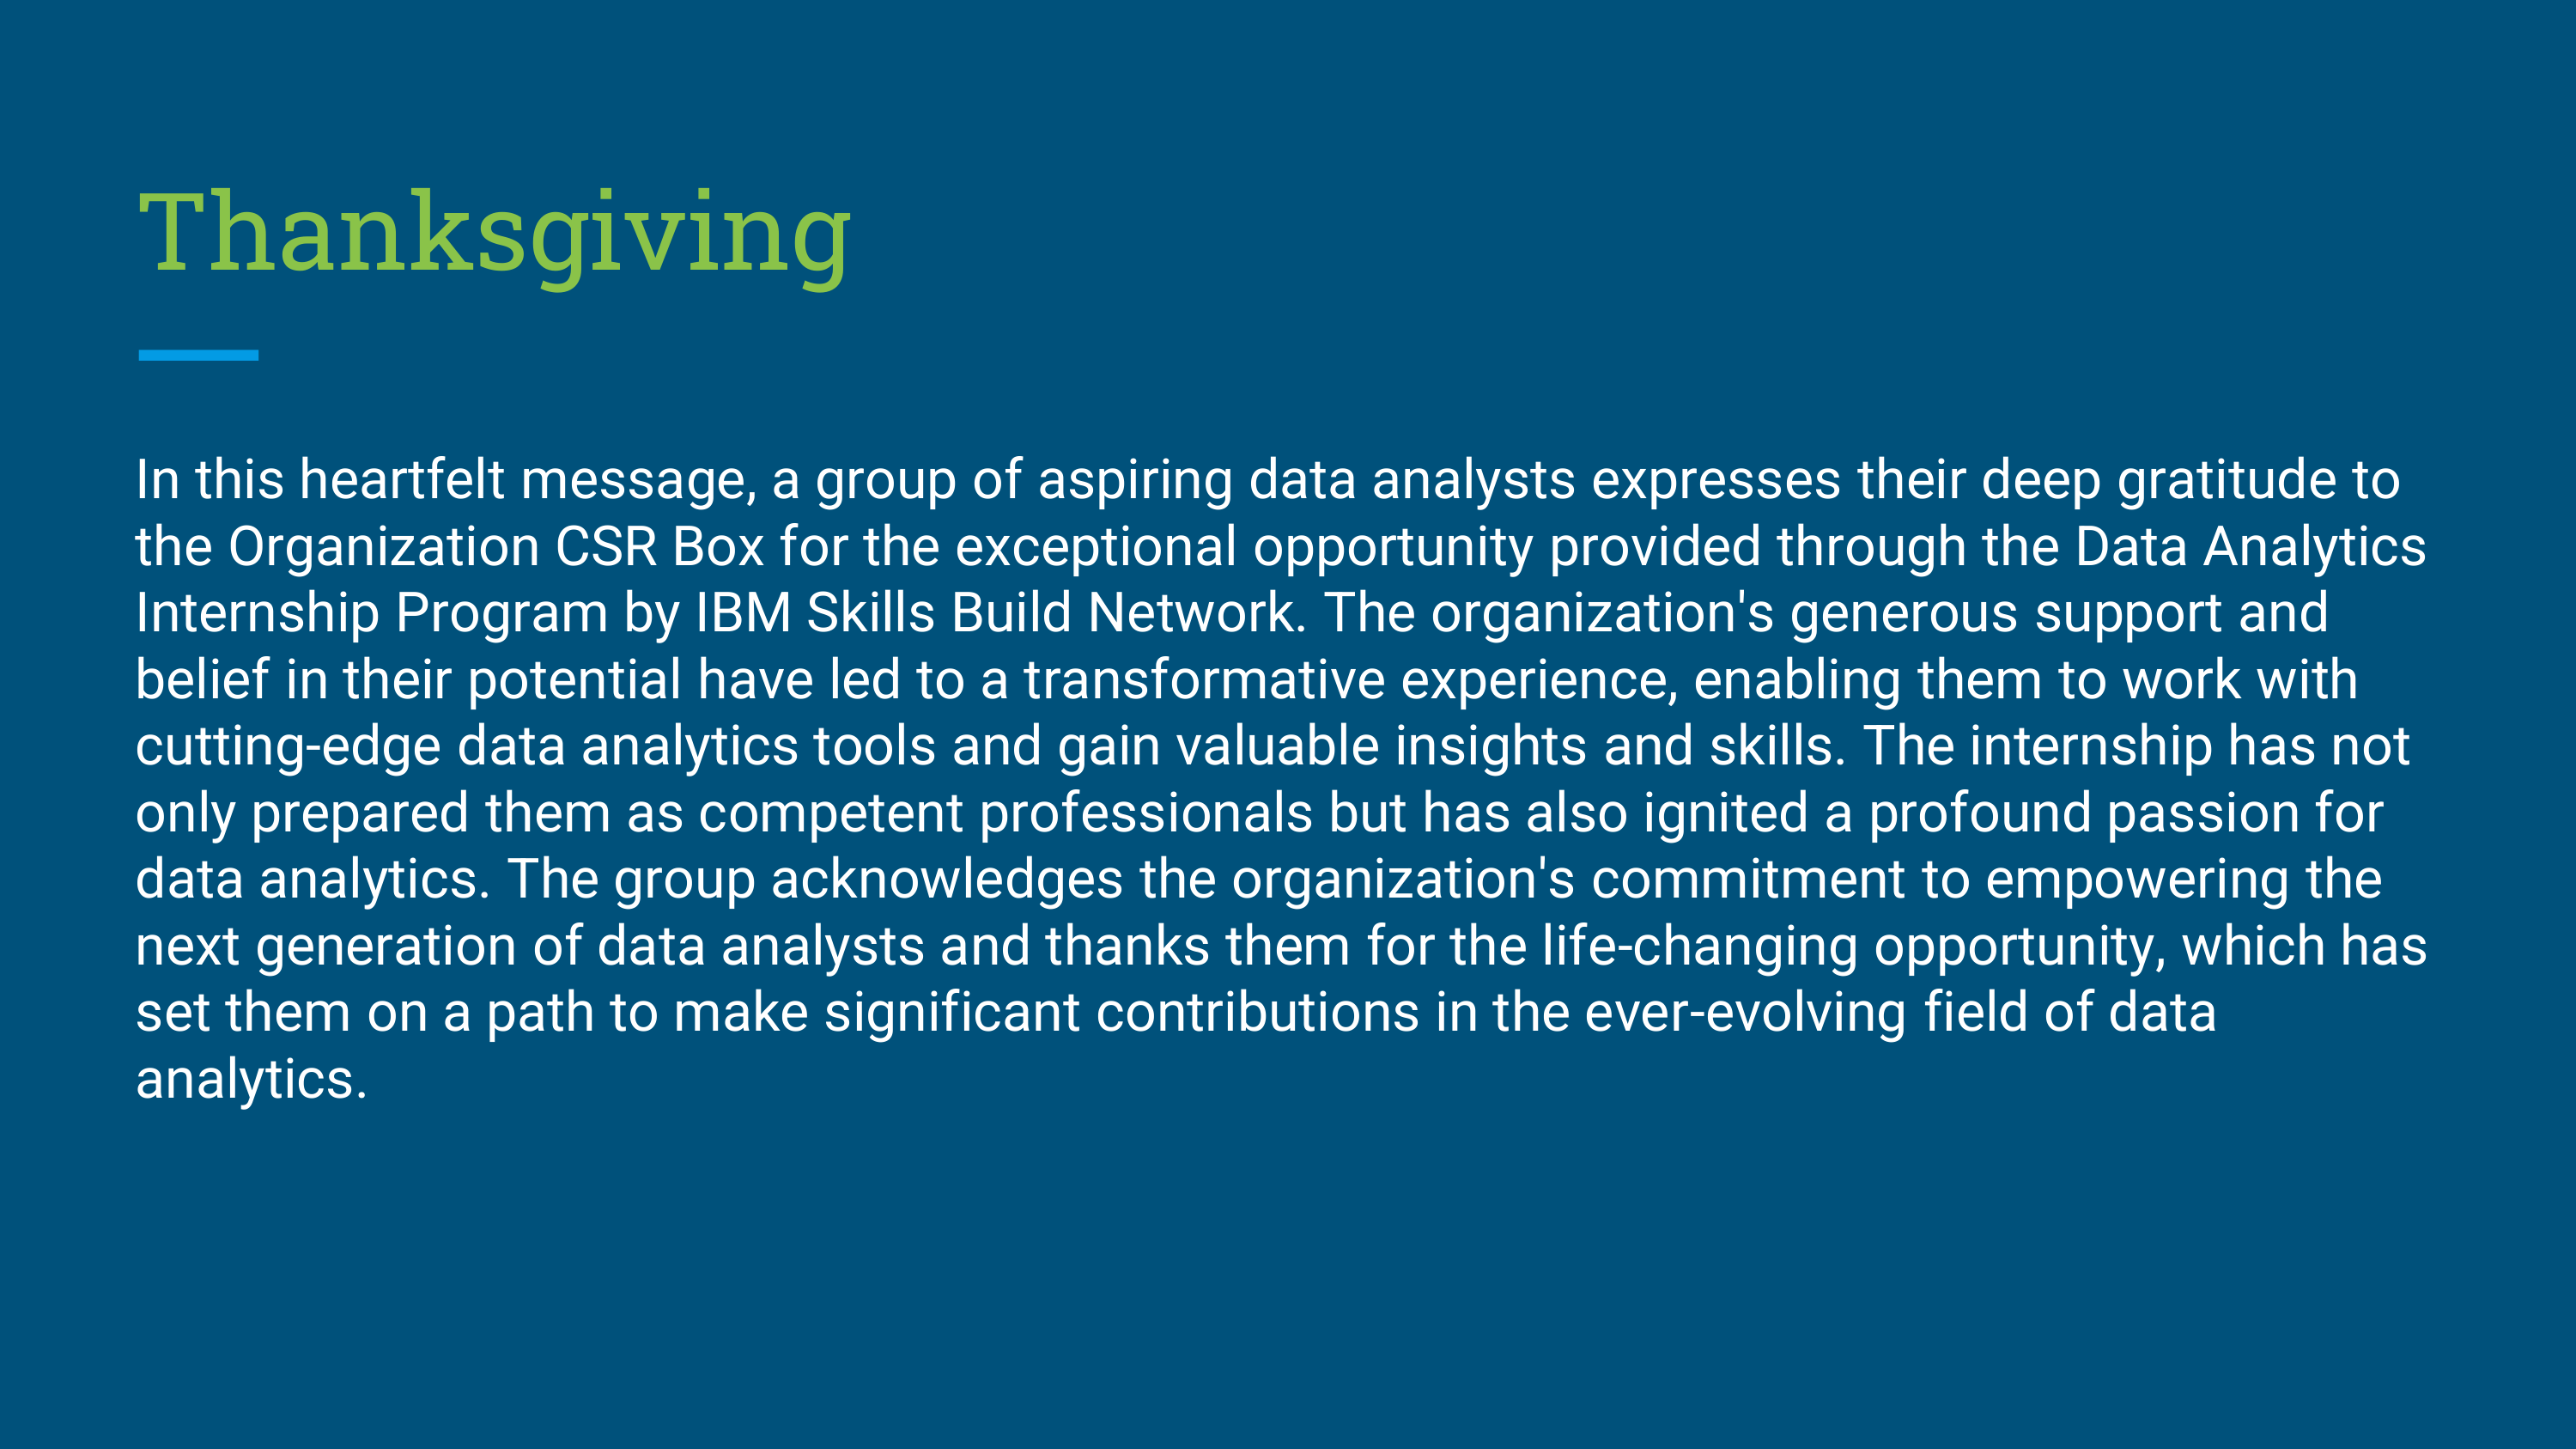 Thanksgiving
In this heartfelt message, a group of aspiring data analysts expresses their deep gratitude to
the Organization CSR Box for the exceptional opportunity provided through the Data Analytics
Internship Program by IBM Skills Build Network. The organization's generous support and
belief in their potential have led to a transformative experience, enabling them to work with
cutting-edge data analytics tools and gain valuable insights and skills. The internship has not
only prepared them as competent professionals but has also ignited a profound passion for
data analytics. The group acknowledges the organization's commitment to empowering the
next generation of data analysts and thanks them for the life-changing opportunity, which has
set them on a path to make significant contributions in the ever-evolving field of data
analytics.